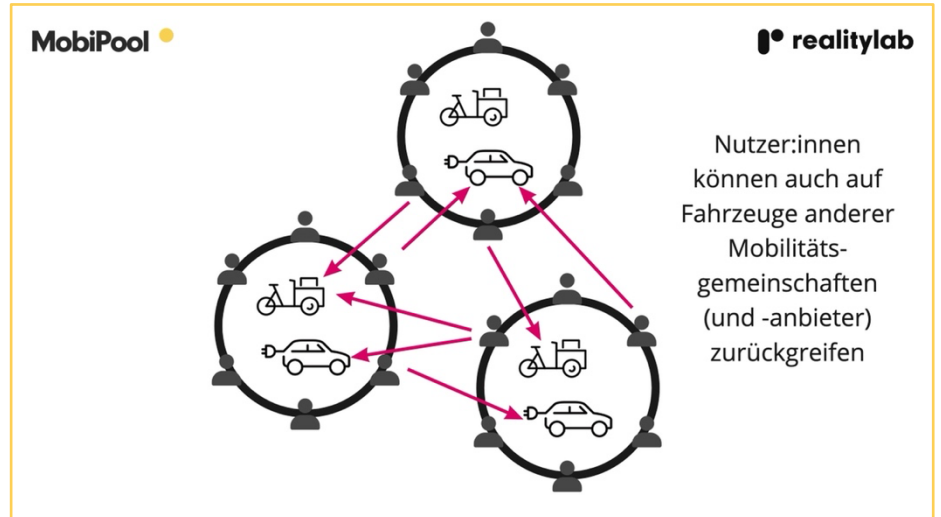 MobiPool
realitylab
Nutzer:innen
können auch auf
Fahrzeuge anderer
Mobilitäts-
gemeinschaften
(und -anbieter)
zurückgreifen